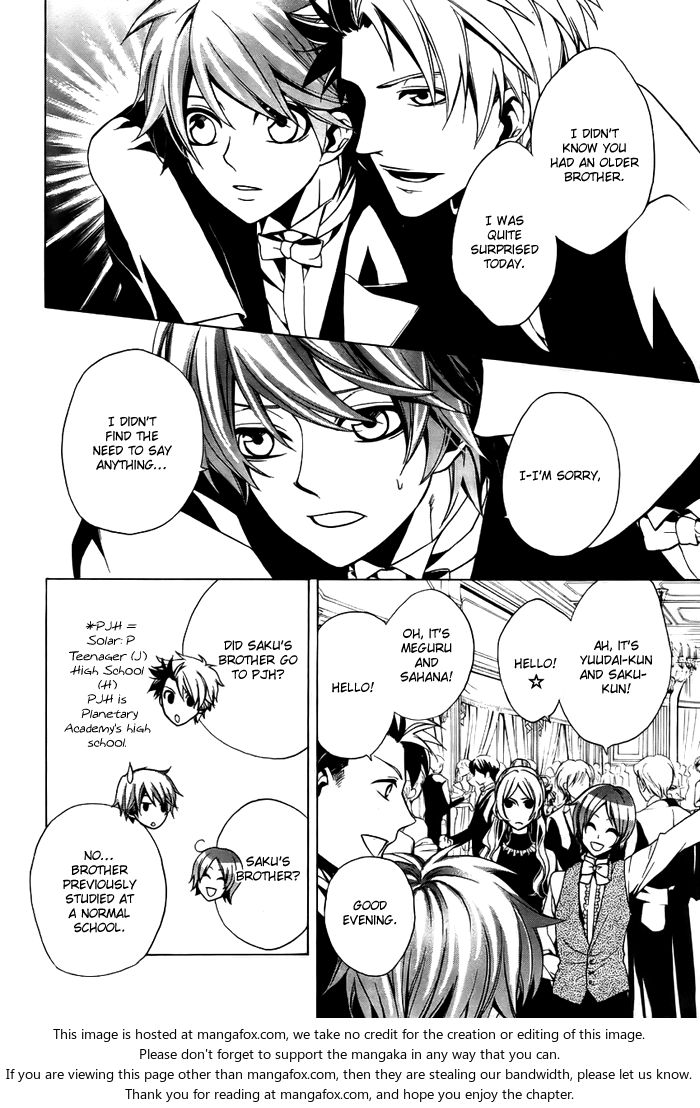 I DIDN'T
KNOW YOU
HAD AN OLDER
BROTHER.
I WAS
QUITE
SURPRISED
TODAY.
I-I'M SORRY,
I DIDN'T
FIND THE
NEED TO SAY
ANYTHING...
AH, IT'S
YUUDAI-KUN
AND SAKU-
KUN!
HELLO!
☆
OH, IT'S
MEGURU
AND
SAHANA!
HELLO!
GOOD
EVENING.
DID SAKU'S
BROTHER GO
TO PJH?
*PJH =
Solar: P
Teenager (J)
High School
(H)
PJH is
Planetary
Academy's high
school.
SAKU'S
BROTHER?
NO...
BROTHER
PREVIOUSLY
STUDIED AT
A NORMAL
SCHOOL.
This image is hosted at mangafox.com, we take no credit for the creation or editing of this image.
Please don't forget to support the mangaka in any way that you can.
If you are viewing this page other than mangafox.com, then they are stealing our bandwidth, please let us know.
Thank you for reading at mangafox.com, and hope you enjoy the chapter.